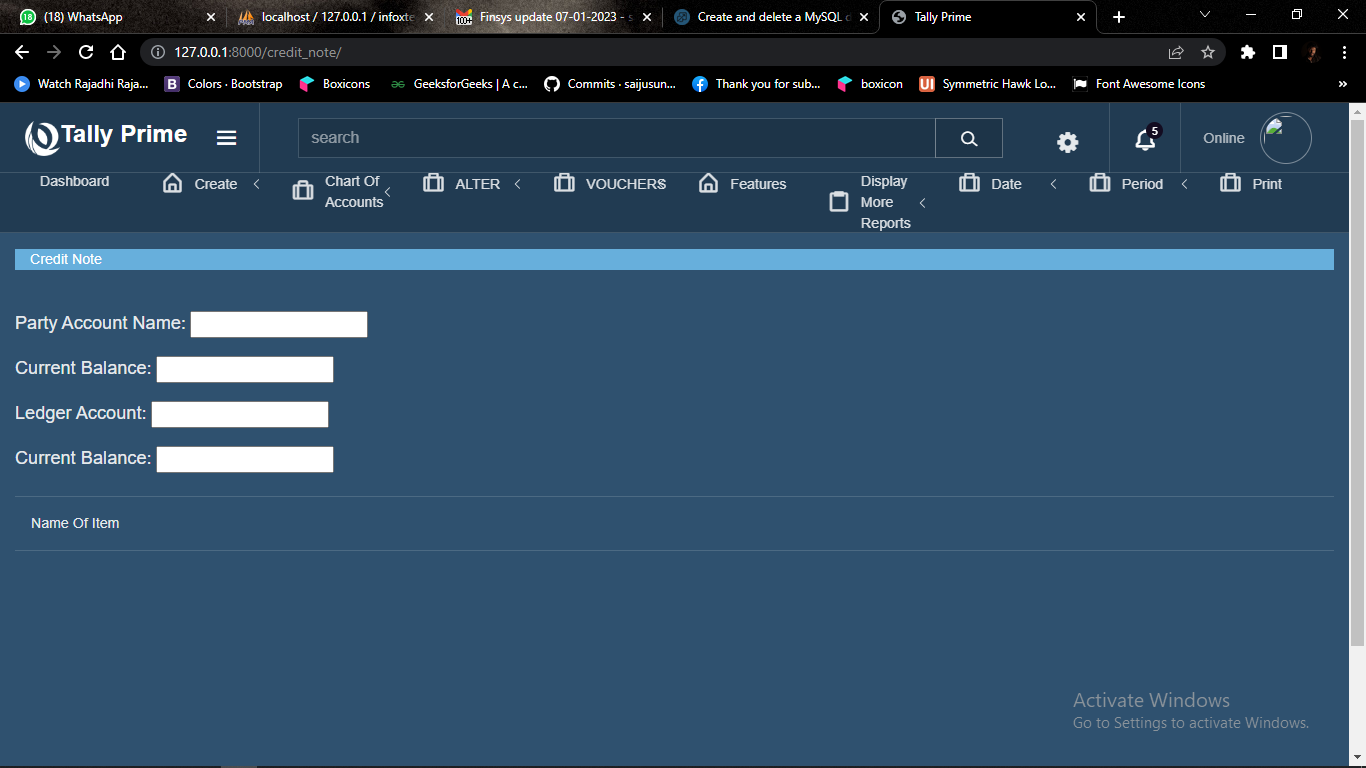 (18) WhatsApp
localhost / 127.0.0.1 / infoxte
Finsys update 07-01-2023 - s
Create and delete a MySQL d
Tally Prime
127.0.0.1:8000/credit_note/
Watch Rajadhi Raja...
Colors · Bootstrap
Boxicons
GeeksforGeeks | A c...
Commits · saijusun...
Thank you for sub...
boxicon
Symmetric Hawk Lo...
Font Awesome Icons
»
Tally Prime
search
5
Online
Dashboard
Create
Chart Of
Accounts
ALTER
VOUCHERS
Features
Display
More
Reports
Date
Period
Print
Credit Note
Party Account Name:
Current Balance:
Ledger Account:
Current Balance:
Name Of Item
Activate Windows
Go to Settings to activate Windows.